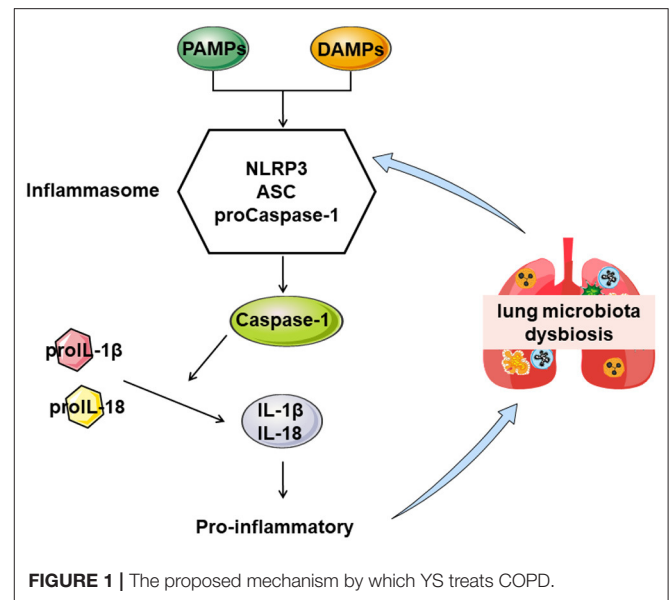 PAMPs
DAMPs
Inflammasome
NLRP3
ASC
proCaspase-1
Caspase-1
lung microbiota
dysbiosis
proIL-1β
proIL-18
IL-1β
IL-18
Pro-inflammatory
FIGURE 1 | The proposed mechanism by which YS treats COPD.